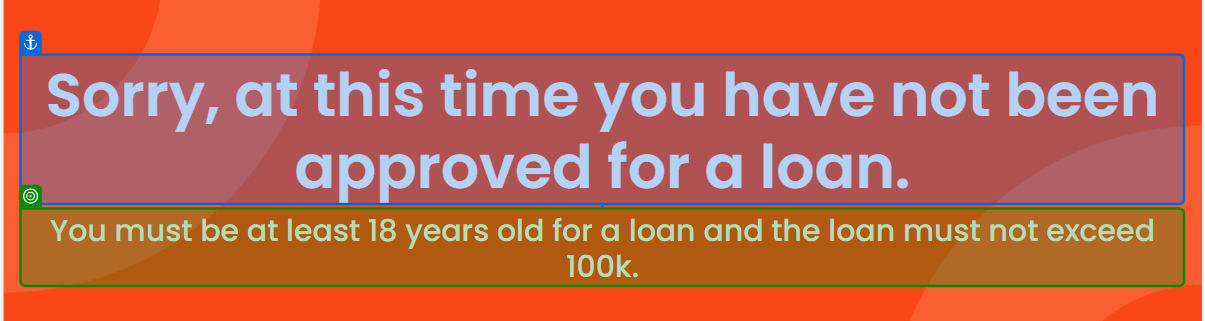 Sorry, at this time you have not been
approved for a loan.
You must be at least 18 years old for a loan and the loan must not exceed
100k.